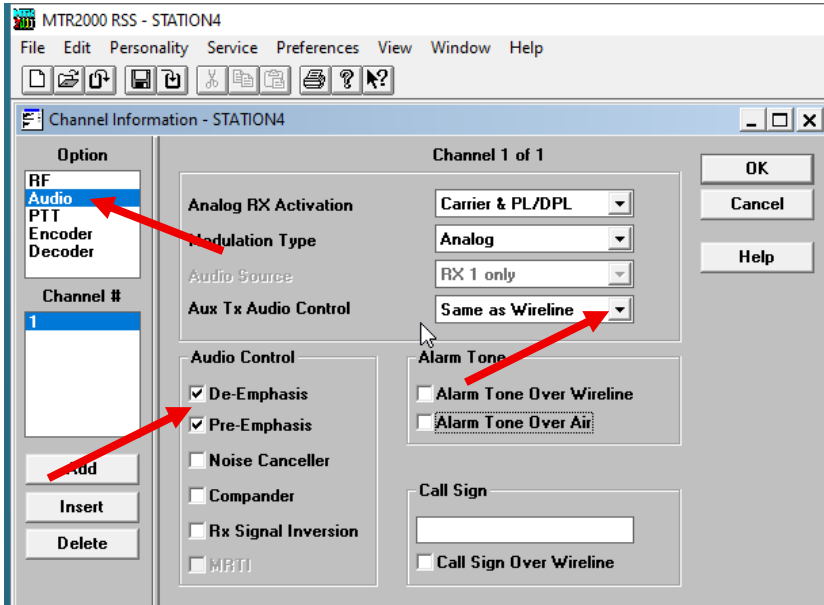 MTR2000 RSS - STATION4
File Edit Personality Service Preferences View Window Help
Channel Information - STATION4
Option
RF
Audio
PTT
Encoder
Decoder
Channel #
1
Add
Insert
Delete
Channel 1 of 1
Analog RX Activation Carrier & PL/DPL
Modulation Type Analog
Audio Source RX 1 only
Aux Tx Audio Control Same as Wireline
Audio Control
De-Emphasis
Pre-Emphasis
Noise Canceller
Compander
Rx Signal Inversion
MRTI
Alarm Tone
Alarm Tone Over Wireline
Alarm Tone Over Air
Call Sign
Call Sign Over Wireline
OK
Cancel
Help